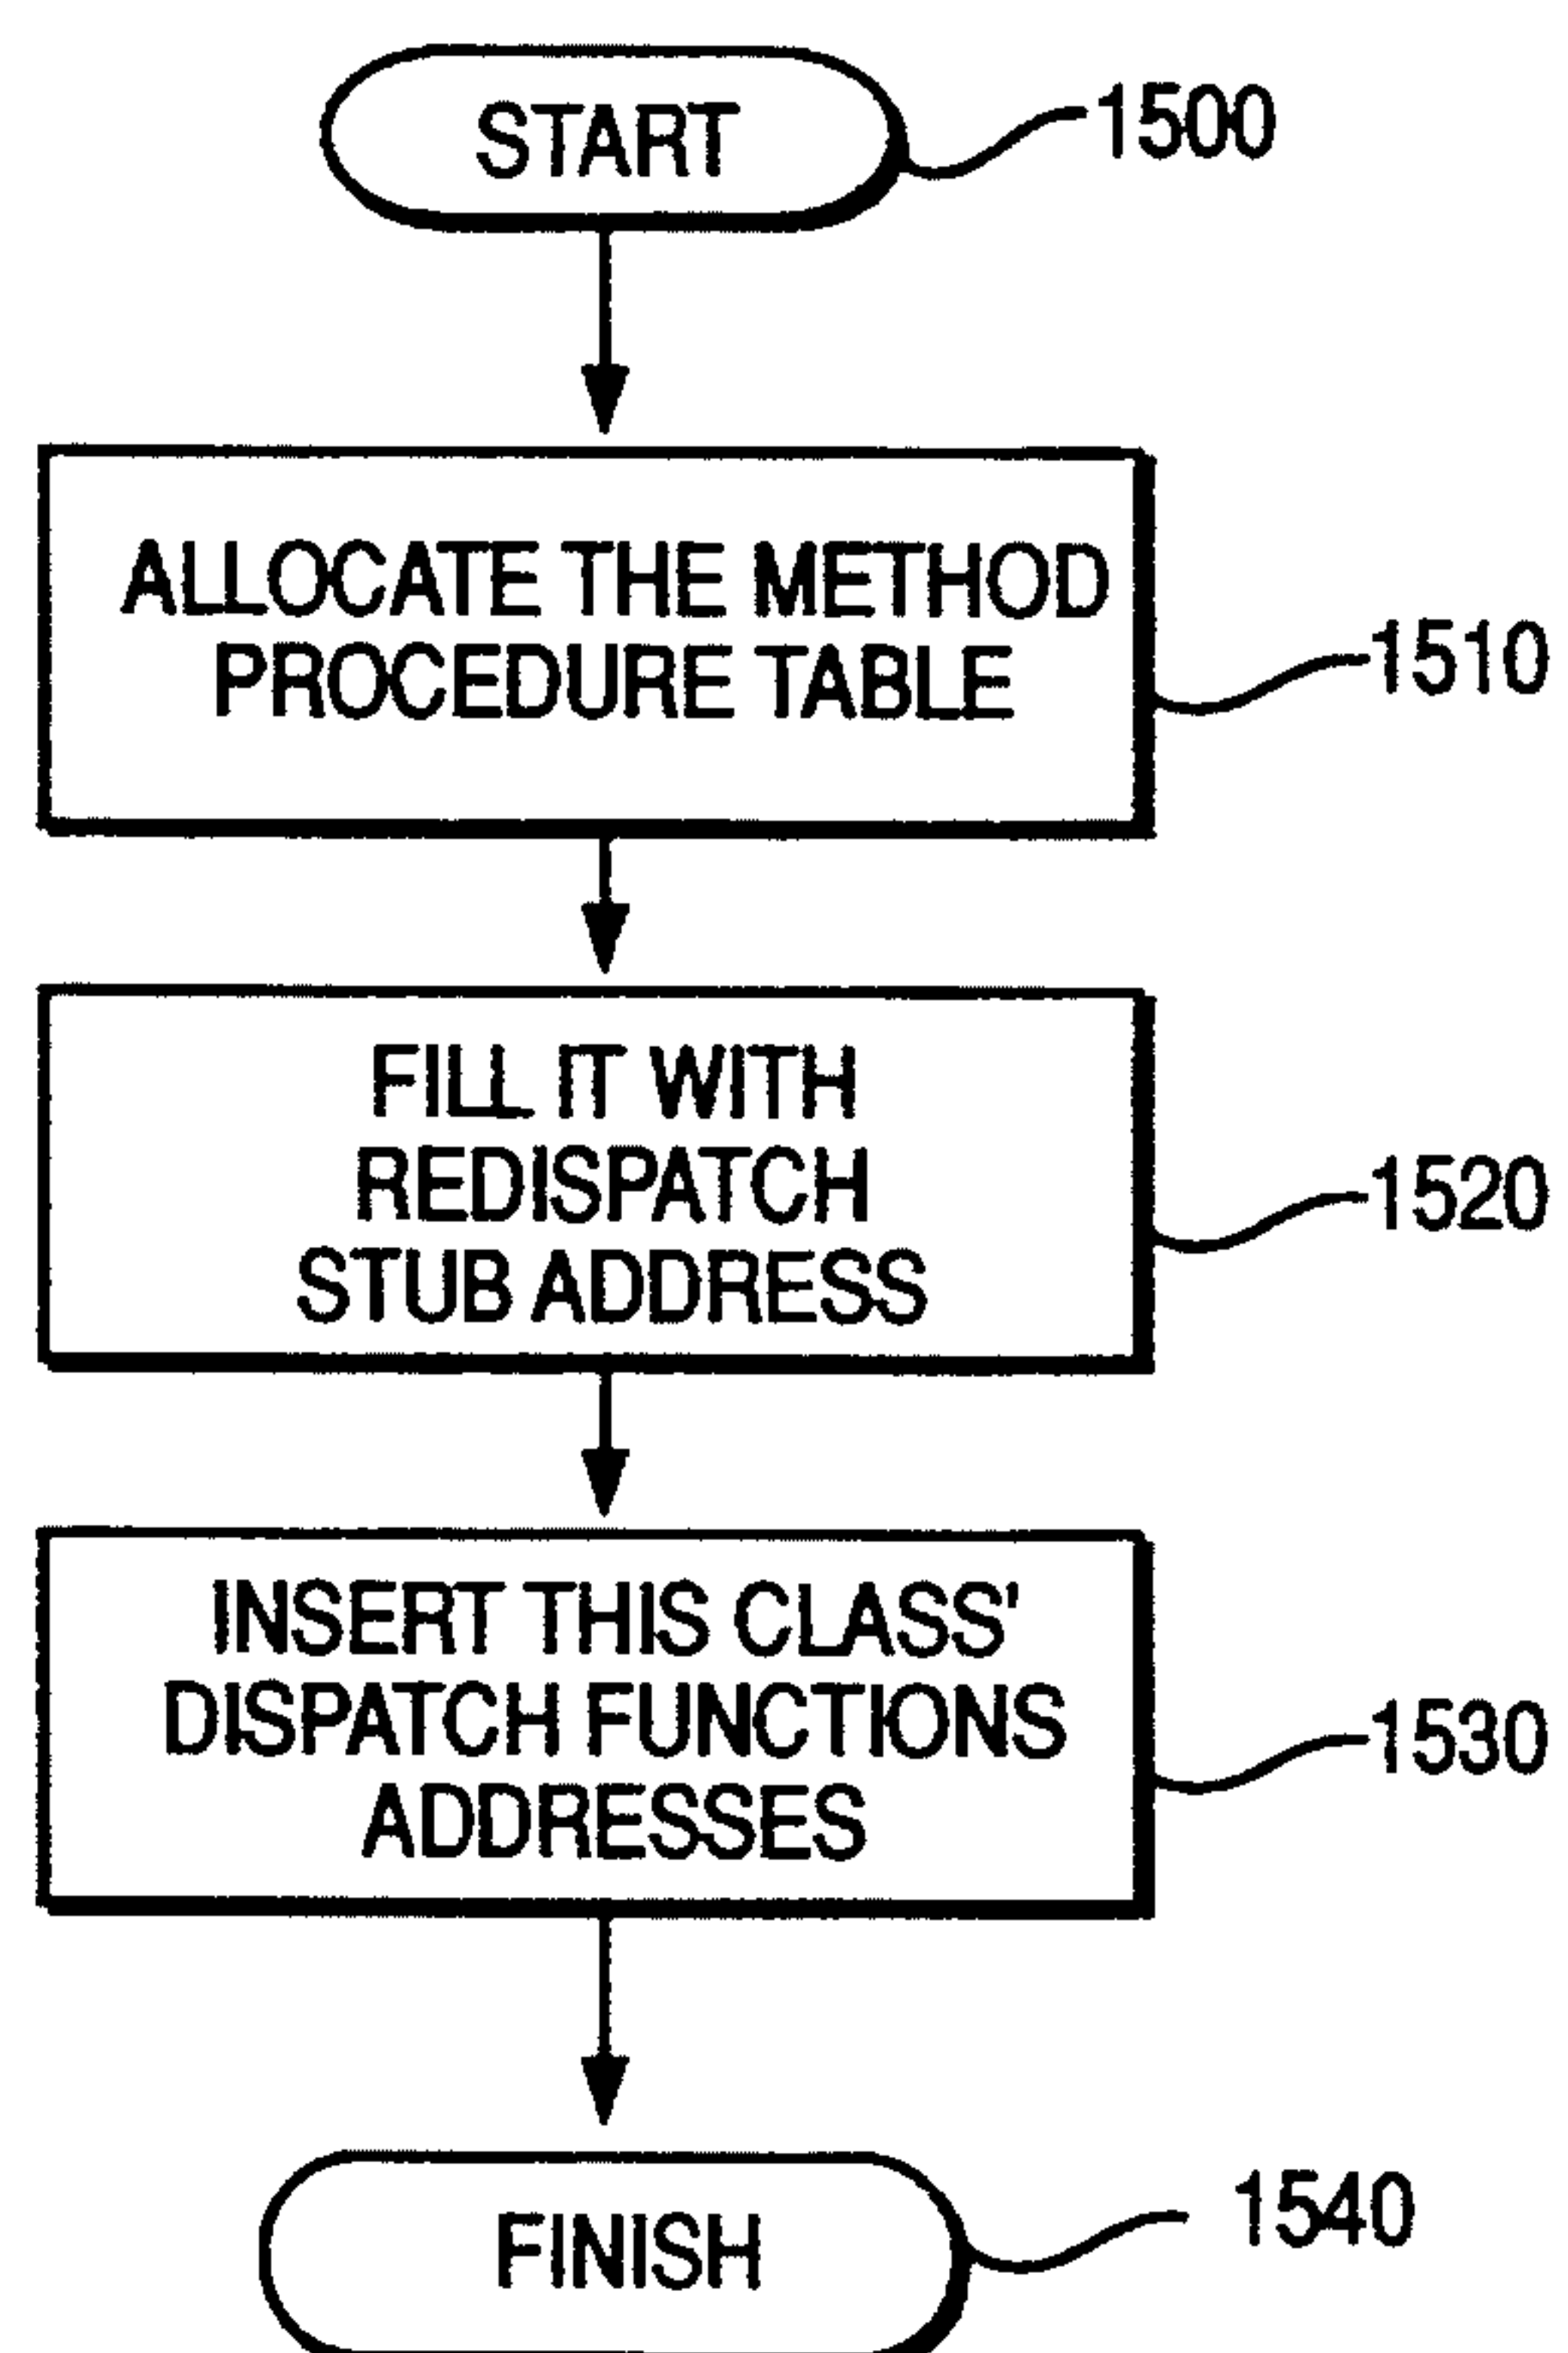 START
1500
ALLOCATE THE METHOD
PROCEDURE TABLE
1510
FILL IT WITH
REDISPATCH
STUB ADDRESS
1520
INSERT THIS CLASS'
DISPATCH FUNCTIONS
ADDRESSES
1530
FINISH
1540